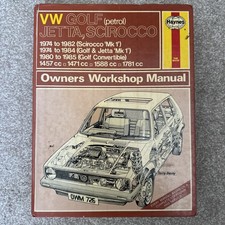 VW GOLF (petrol)
JETTA, SCIROCCO
Haynes
1974 to 1982 (Scirocco 'Mk 1')
1974 to 1984 (Golf & Jetta 'Mk 1')
1980 to 1985 (Golf Convertible)
1457 cc □ 1471 cc □ 1588 cc □ 1781 cc
Owners Workshop Manual